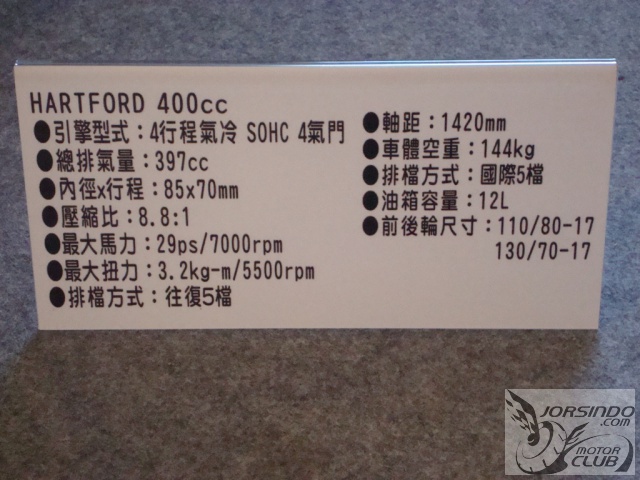 HARTFORD 400cc
●引擎型式：4行程氣冷 SOHC 4氣門
●總排氣量：397cc
●內徑x行程：85x70mm
●壓縮比：8.8:1
●最大馬力：29ps/7000rpm
●最大扭力：3.2kg-m/5500rpm
●排檔方式：往復5檔
●軸距：1420mm
●車體空重：144kg
●排檔方式：國際5檔
●油箱容量：12L
●前後輪尺寸：110/80-17
130/70-17
JORSINDO
.com
MOTOR
CLUB